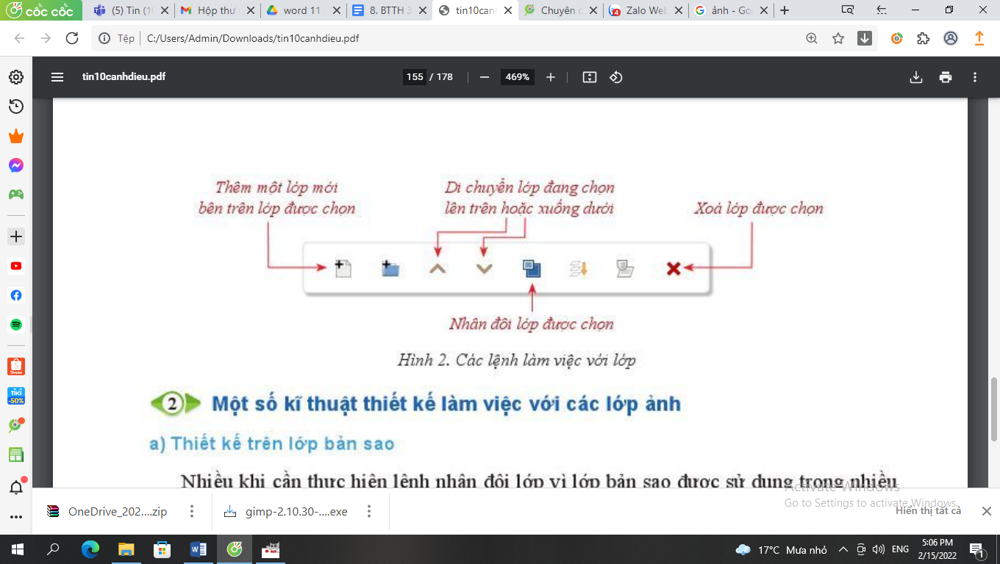 cốc cốc
(5) Tin (1
Hộp thư
word 11 -
8. BTTH 3
tin10canh
Chuyên đ
Zalo Web
ảnh - Goo
Tệp
C:/Users/Admin/Downloads/tin10canhdieu.pdf
tin10canhdieu.pdf
155 / 178
469%
Thêm một lớp mới
bên trên lớp được chọn
Di chuyển lớp đang chọn
lên trên hoặc xuống dưới
Xoá lớp được chọn
Nhân đôi lớp được chọn
Hình 2. Các lệnh làm việc với lớp
2 Một số kĩ thuật thiết kế làm việc với các lớp ảnh
a) Thiết kế trên lớp bản sao
Nhiều khi cần thực hiện lệnh nhân đôi lớp vì lớp bản sao được sử dụng trong nhiều
Activate Windows
Go to Settings to activate Windows.
OneDrive_202....zip
gimp-2.10.30-....exe
Hiển thị tất cả
17°C Mưa nhỏ
ENG
5:06 PM
2/15/2022
1